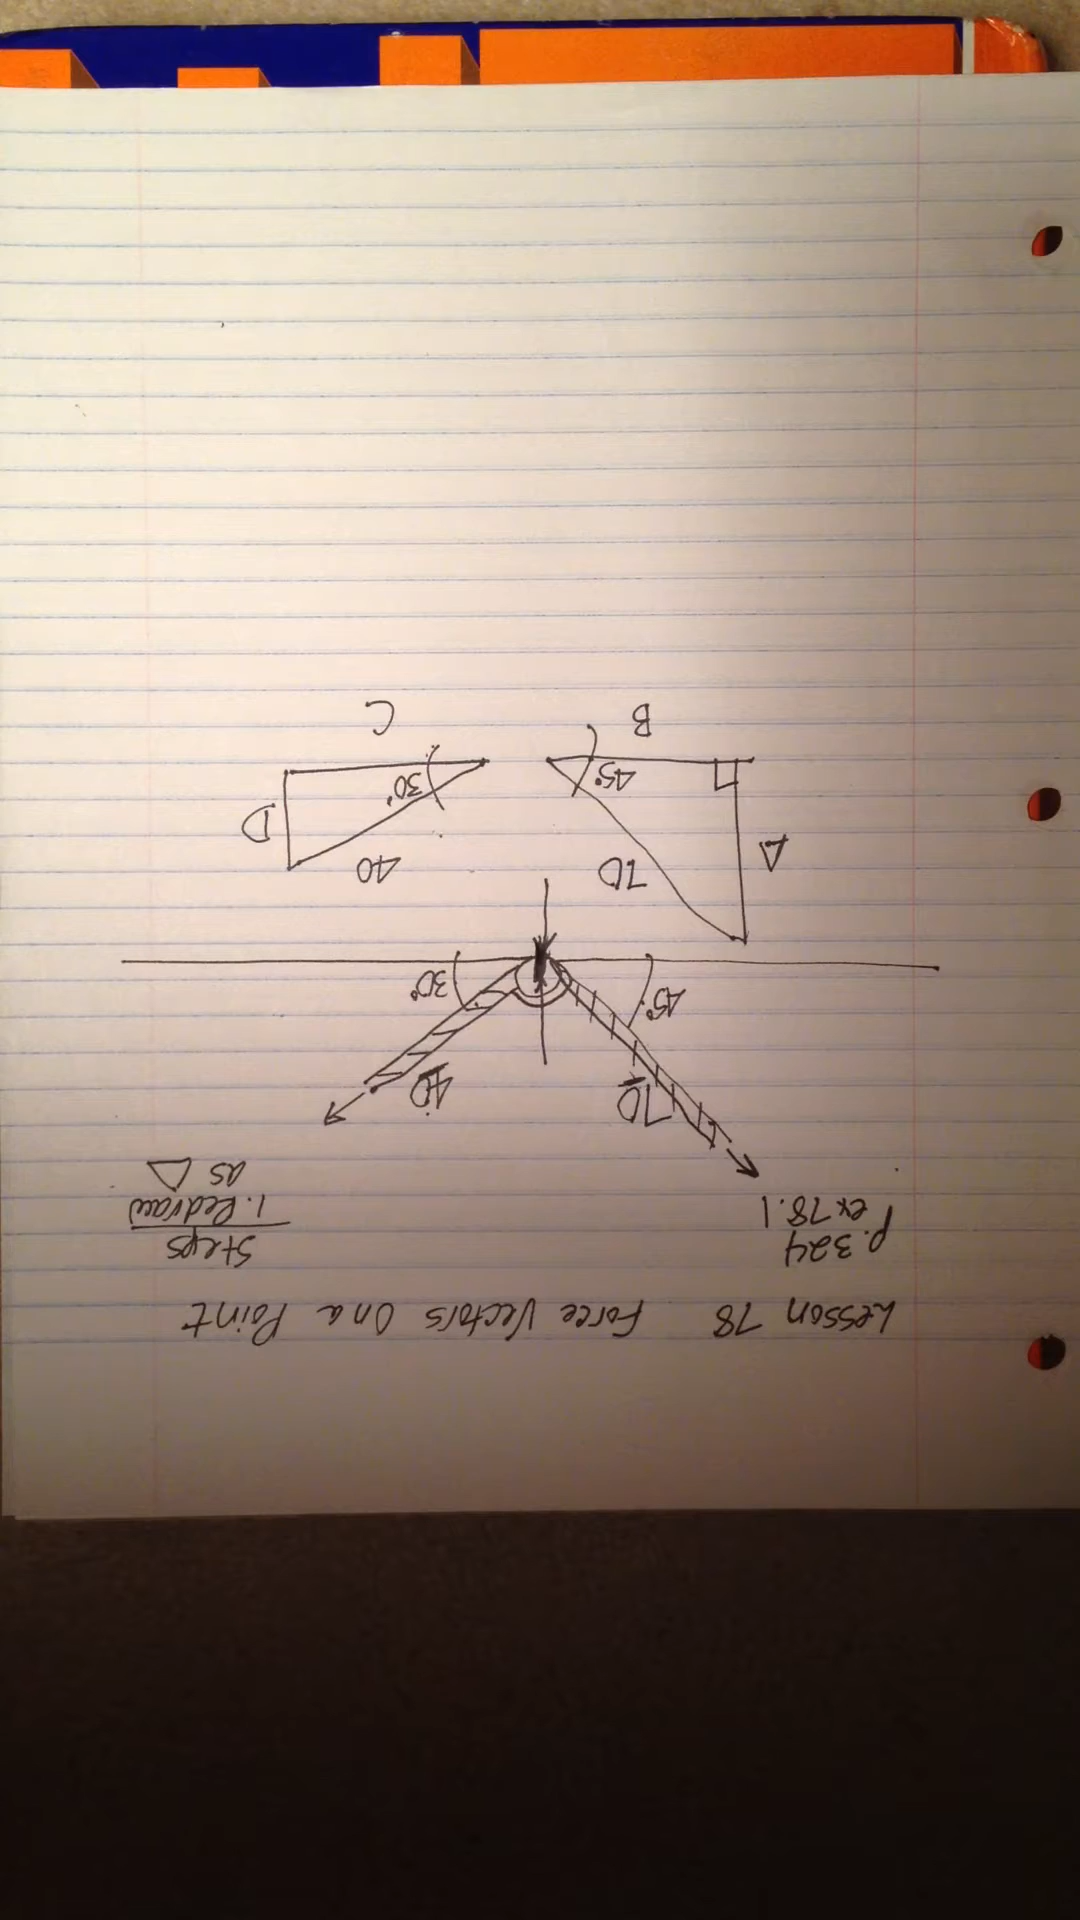 Lesson 78 Force Vectors On a Point
p.324
ex 78.1
Steps
1. Redraw
as △
70
40
45°
30°
A
70
45°
B
40
30°
D
C